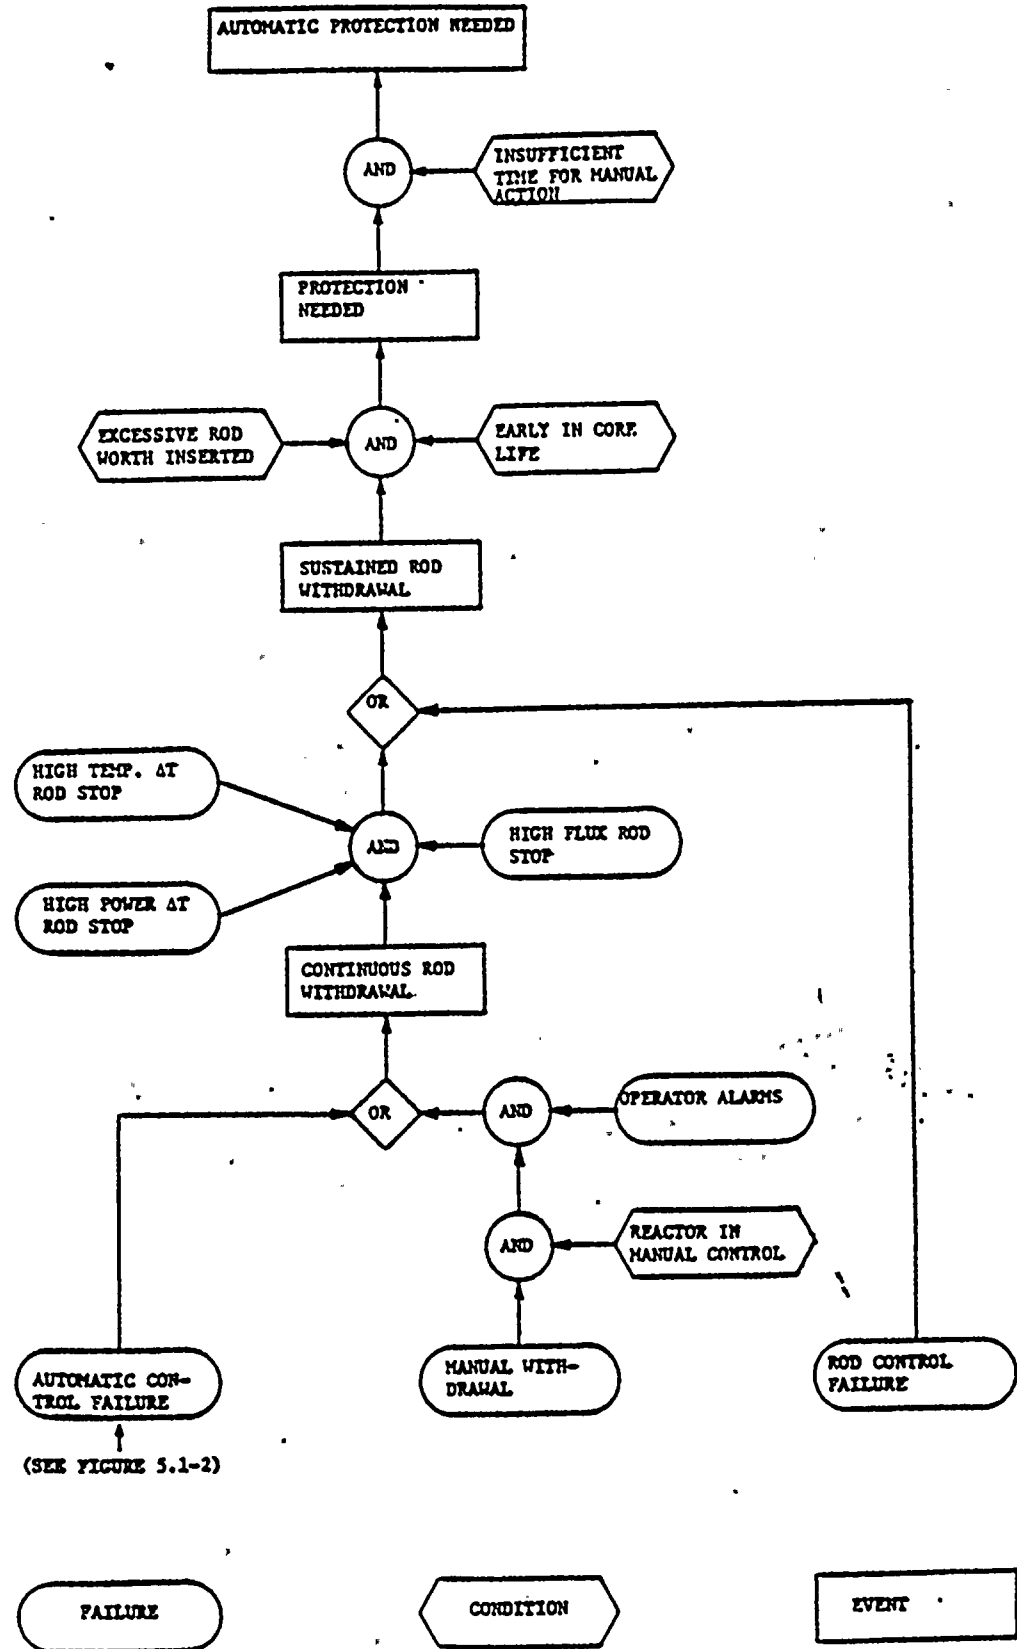 AUTOMATIC PROTECTION NEEDED
AND
INSUFFICIENT
TIME FOR MANUAL
ACTION
PROTECTION
NEEDED
EXCESSIVE ROD
WORTH INSERTED
AND
EARLY IN CORE
LIFE
SUSTAINED ROD
WITHDRAWAL
OR
HIGH TEMP. ΔT
ROD STOP
AND
HIGH FLUX ROD
STOP
HIGH POWER ΔT
ROD STOP
CONTINUOUS ROD
WITHDRAWAL
OR
AND
OPERATOR ALARMS
AND
REACTOR IN
MANUAL CONTROL
AUTOMATIC CON-
TROL FAILURE
MANUAL WITH-
DRAWAL
ROD CONTROL
FAILURE
(SEE FIGURE 5.1-2)
FAILURE
CONDITION
EVENT